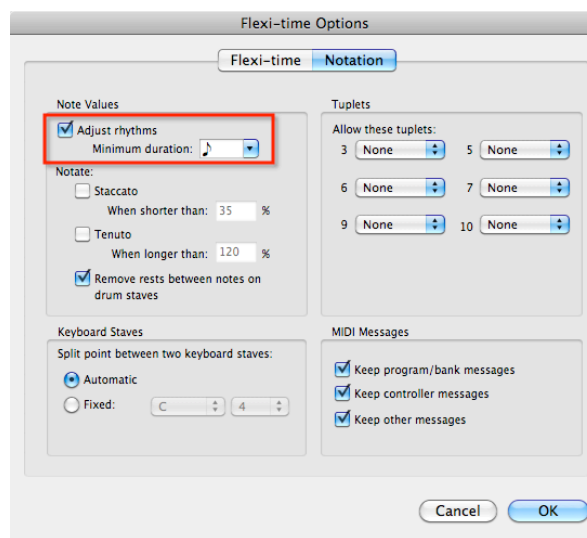 Flexi-time Options
Flexi-time Notation
Note Values
Adjust rhythms
Minimum duration: ♪
Notate:
Staccato
When shorter than: 35 %
Tenuto
When longer than: 120 %
Remove rests between notes on
drum staves
Tuplets
Allow these tuplets:
3 None 5 None
6 None 7 None
9 None 10 None
Keyboard Staves
Split point between two keyboard staves:
Automatic
Fixed: C 4
MIDI Messages
Keep program/bank messages
Keep controller messages
Keep other messages
Cancel OK